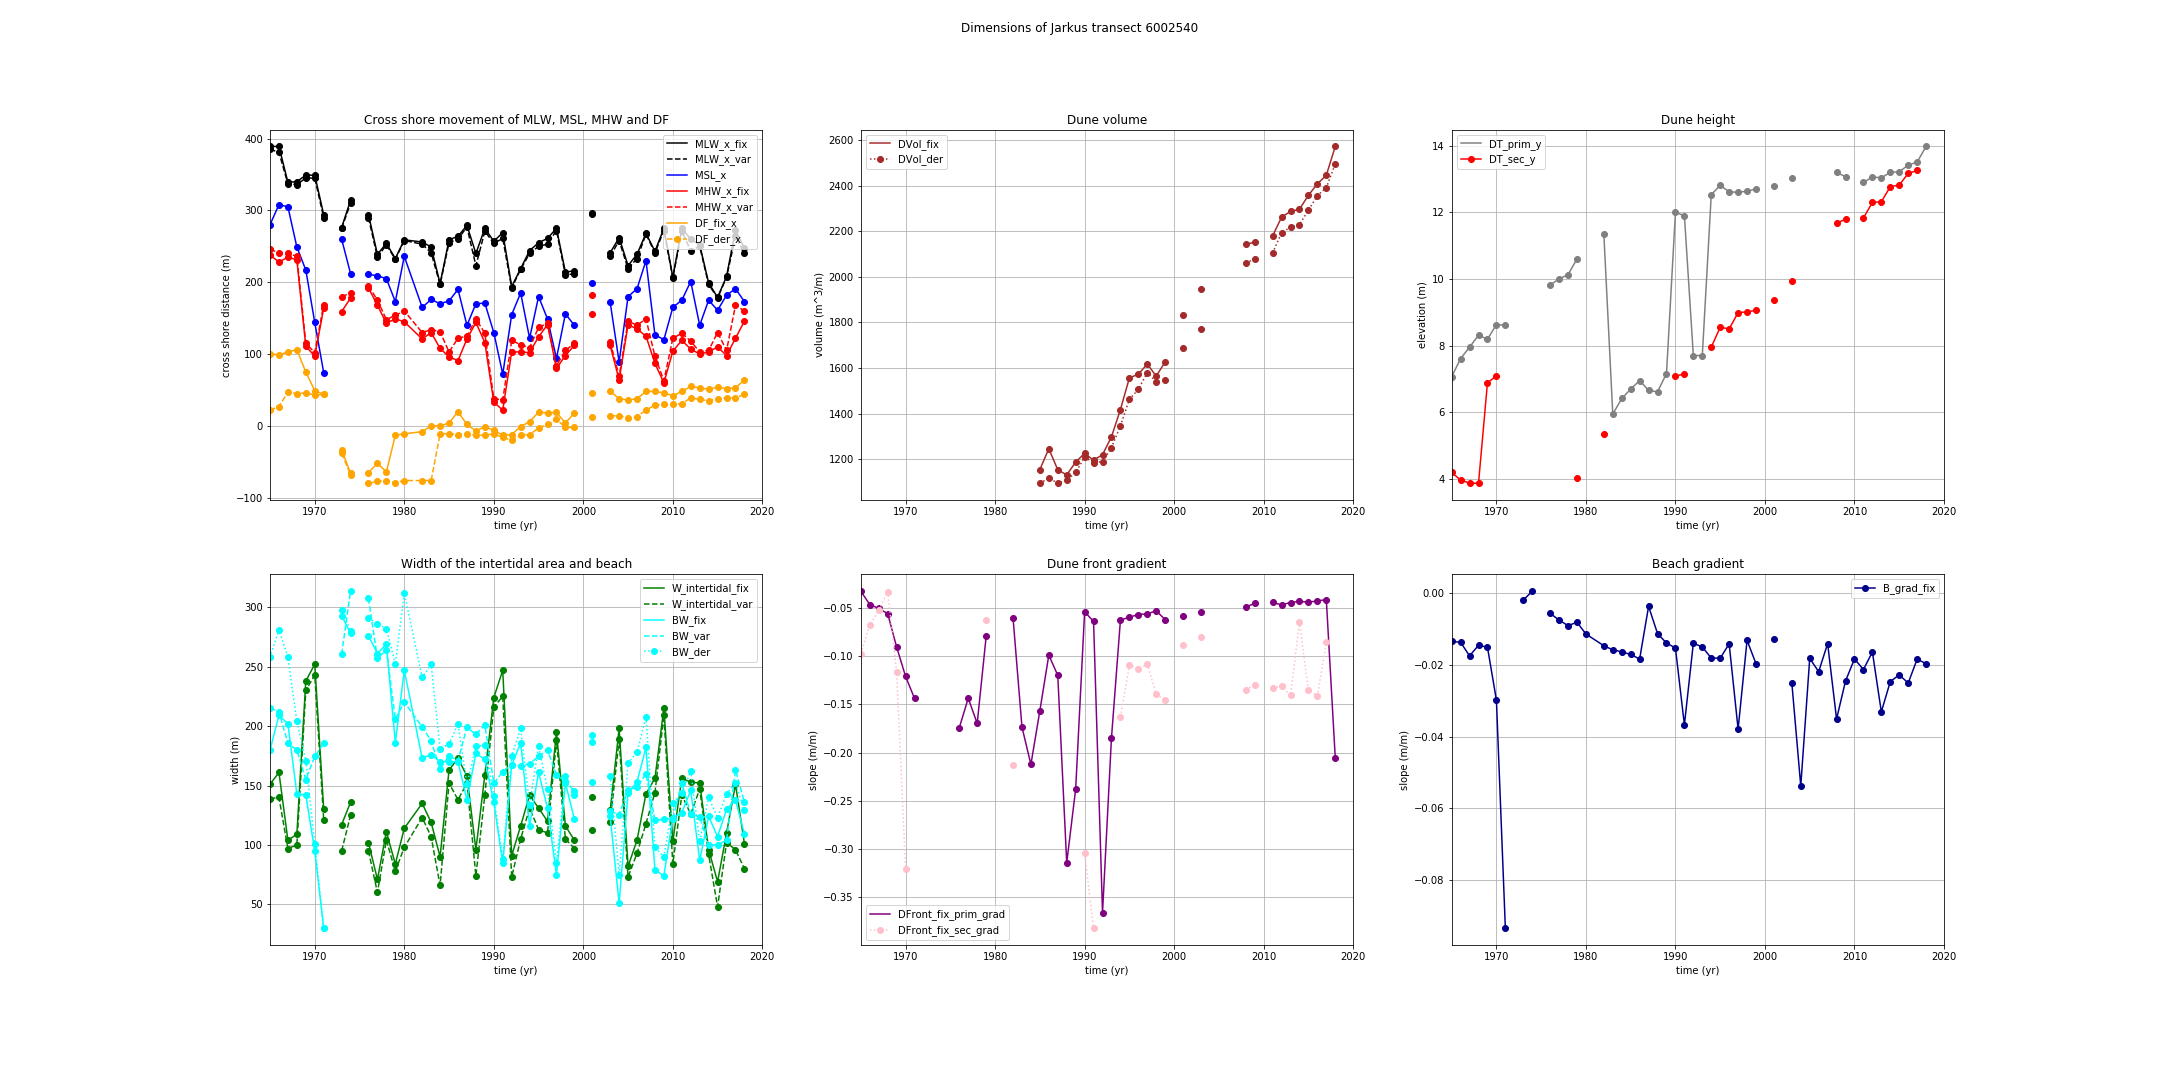 Dimensions of Jarkus transect 6002540
Cross shore movement of MLW, MSL, MHW and DF
400
300
200
100
0
−100
cross shore distance (m)
1970 1980 1990 2000 2010 2020
time (yr)
MLW_x_fix
MLW_x_var
MSL_x
MHW_x_fix
MHW_x_var
DF_fix_x
DF_der_x
Dune volume
2600
2400
2200
2000
1800
1600
1400
1200
volume (m^3/m)
1970 1980 1990 2000 2010 2020
time (yr)
DVol_fix
DVol_der
Dune height
14
12
10
8
6
4
elevation (m)
1970 1980 1990 2000 2010 2020
time (yr)
DT_prim_y
DT_sec_y
Width of the intertidal area and beach
300
250
200
150
100
50
width (m)
1970 1980 1990 2000 2010 2020
time (yr)
W_intertidal_fix
W_intertidal_var
BW_fix
BW_var
BW_der
Dune front gradient
−0.05
−0.10
−0.15
−0.20
−0.25
−0.30
−0.35
slope (m/m)
1970 1980 1990 2000 2010 2020
time (yr)
DFront_fix_prim_grad
DFront_fix_sec_grad
Beach gradient
0.00
−0.02
−0.04
−0.06
−0.08
slope (m/m)
1970 1980 1990 2000 2010 2020
time (yr)
B_grad_fix